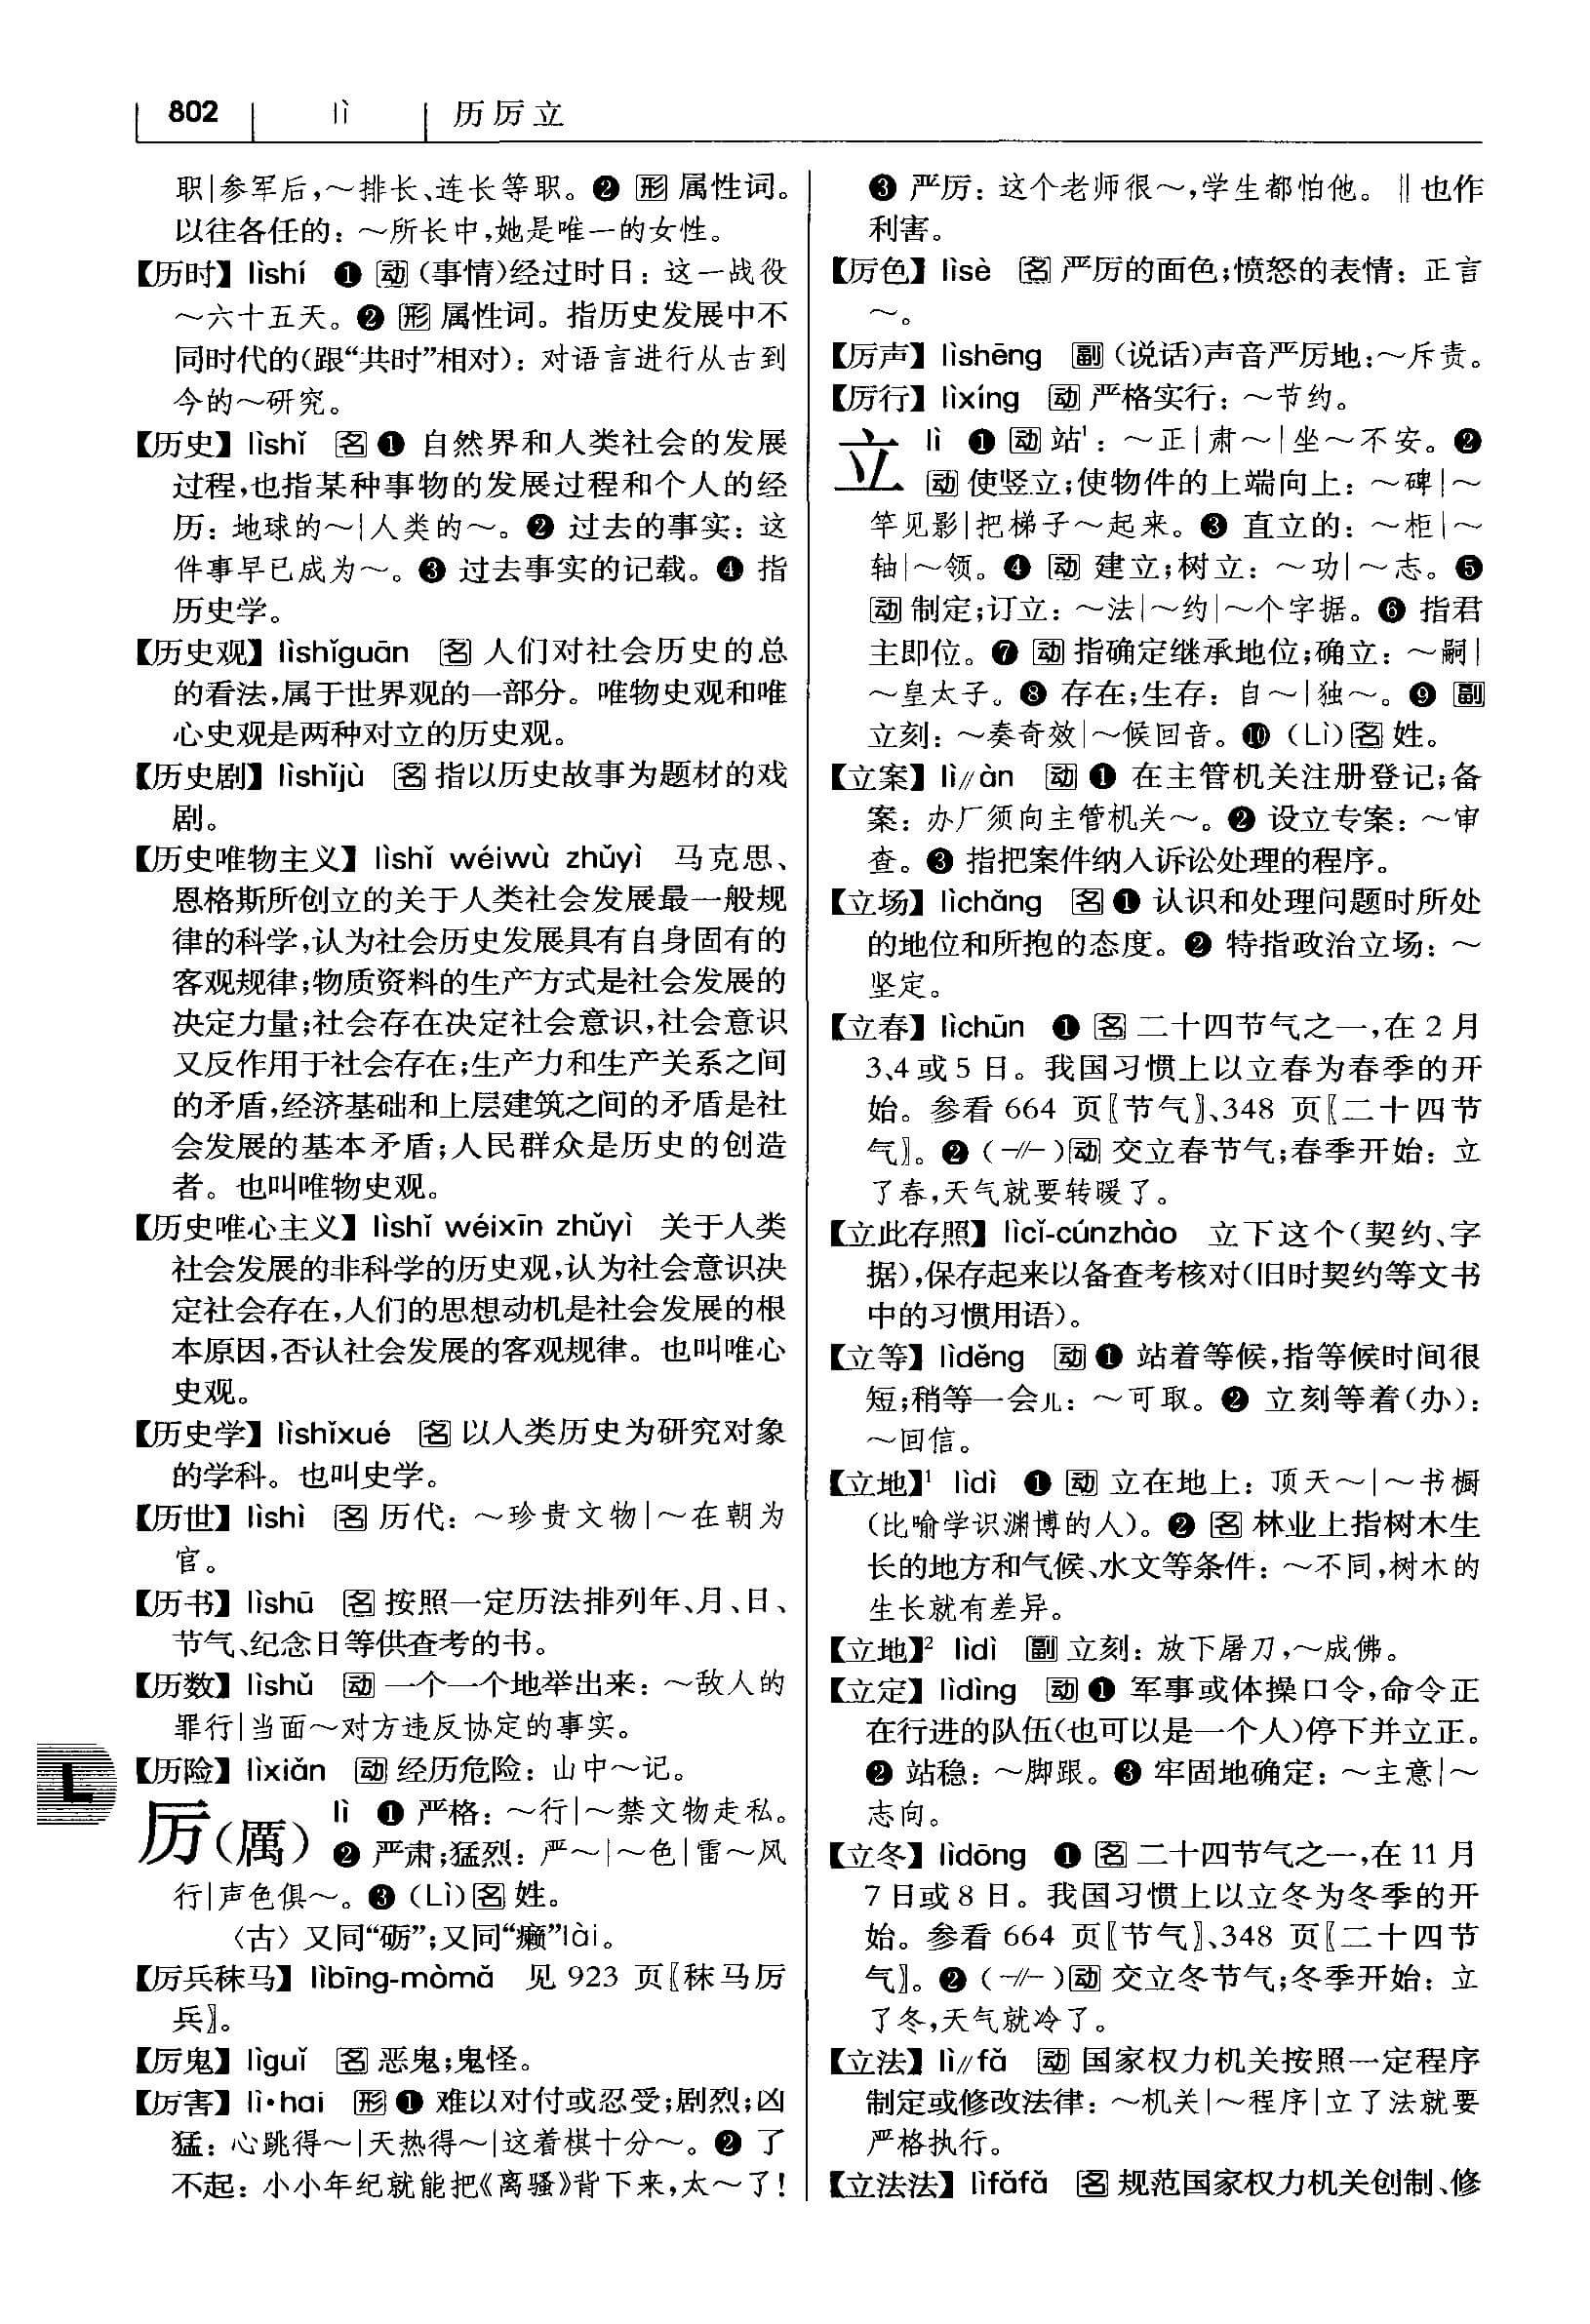 802 lì 历厉立
职|参军后,～排长、连长等职。❷ 形 属性词。
以往各任的：～所长中,她是唯一的女性。
【历时】lìshí ❶ 动 (事情)经过时日：这一战役
～六十五天。❷ 形 属性词。指历史发展中不
同时代的(跟“共时”相对)：对语言进行从古到
今的～研究。
【历史】lìshǐ 名 ❶ 自然界和人类社会的发展
过程,也指某种事物的发展过程和个人的经
历：地球的～|人类的～。❷ 过去的事实：这
件事早已成为～。❸ 过去事实的记载。❹ 指
历史学。
【历史观】lìshǐguān 名 人们对社会历史的总
的看法,属于世界观的一部分。唯物史观和唯
心史观是两种对立的历史观。
【历史剧】lìshǐjù 名 指以历史故事为题材的戏
剧。
【历史唯物主义】lìshǐ wéiwù zhǔyì 马克思、
恩格斯所创立的关于人类社会发展最一般规
律的科学,认为社会历史发展具有自身固有的
客观规律;物质资料的生产方式是社会发展的
决定力量;社会存在决定社会意识,社会意识
又反作用于社会存在;生产力和生产关系之间
的矛盾,经济基础和上层建筑之间的矛盾是社
会发展的基本矛盾;人民群众是历史的创造
者。也叫唯物史观。
【历史唯心主义】lìshǐ wéixīn zhǔyì 关于人类
社会发展的非科学的历史观,认为社会意识决
定社会存在,人们的思想动机是社会发展的根
本原因,否认社会发展的客观规律。也叫唯心
史观。
【历史学】lìshǐxué 名 以人类历史为研究对象
的学科。也叫史学。
【历世】lìshì 名 历代：～珍贵文物|～在朝为
官。
【历书】lìshū 名 按照一定历法排列年、月、日、
节气、纪念日等供查考的书。
【历数】lìshǔ 动 一个一个地举出来：～敌人的
罪行|当面～对方违反协定的事实。
【历险】lìxiǎn 动 经历危险：山中～记。
厉(厲) lì ❶ 严格：～行|～禁文物走私。
❷ 严肃;猛烈：严～|～色|雷～风
行|声色俱～。❸ (Lì) 名 姓。
〈古〉又同“砺”;又同“癞”lài。
【厉兵秣马】lìbīng-mòmǎ 见 923 页〖秣马厉
兵〗。
【厉鬼】lìguǐ 名 恶鬼;鬼怪。
【厉害】lì·hai 形 ❶ 难以对付或忍受;剧烈;凶
猛：心跳得～|天热得～|这着棋十分～。❷ 了
不起：小小年纪就能把《离骚》背下来,太～了!
L
❸ 严厉：这个老师很～,学生都怕他。‖也作
利害。
【厉色】lìsè 名 严厉的面色;愤怒的表情：正言
～。
【厉声】lìshēng 副 (说话)声音严厉地:～斥责。
【厉行】lìxíng 动 严格实行：～节约。
立 lì ❶ 动 站¹：～正|肃～|坐～不安。❷
动 使竖立;使物件的上端向上：～碑|～
竿见影|把梯子～起来。❸ 直立的：～柜|～
轴|～领。❹ 动 建立;树立：～功|～志。❺
动 制定;订立：～法|～约|～个字据。❻ 指君
主即位。❼ 动 指确定继承地位;确立：～嗣|
～皇太子。❽ 存在;生存：自～|独～。❾ 副
立刻：～奏奇效|～候回音。❿ (Lì) 名 姓。
【立案】lì//àn 动 ❶ 在主管机关注册登记;备
案：办厂须向主管机关～。❷ 设立专案：～审
查。❸ 指把案件纳入诉讼处理的程序。
【立场】lìchǎng 名 ❶ 认识和处理问题时所处
的地位和所抱的态度。❷ 特指政治立场：～
坚定。
【立春】lìchūn ❶ 名 二十四节气之一,在 2 月
3、4 或 5 日。我国习惯上以立春为春季的开
始。参看 664 页〖节气〗、348 页〖二十四节
气〗。❷ (-//-) 动 交立春节气;春季开始：立
了春,天气就要转暖了。
【立此存照】lìcǐ-cúnzhào 立下这个(契约、字
据),保存起来以备查考核对(旧时契约等文书
中的习惯用语)。
【立等】lìděng 动 ❶ 站着等候,指等候时间很
短;稍等一会儿：～可取。❷ 立刻等着(办)：
～回信。
【立地】¹ lìdì ❶ 动 立在地上：顶天～|～书橱
(比喻学识渊博的人)。❷ 名 林业上指树木生
长的地方和气候、水文等条件：～不同,树木的
生长就有差异。
【立地】² lìdì 副 立刻：放下屠刀,～成佛。
【立定】lìdìng 动 ❶ 军事或体操口令,命令正
在行进的队伍(也可以是一个人)停下并立正。
❷ 站稳：～脚跟。❸ 牢固地确定：～主意|～
志向。
【立冬】lìdōng ❶ 名 二十四节气之一,在 11 月
7 日或 8 日。我国习惯上以立冬为冬季的开
始。参看 664 页〖节气〗、348 页〖二十四节
气〗。❷ (-//-) 动 交立冬节气;冬季开始：立
了冬,天气就冷了。
【立法】lì//fǎ 动 国家权力机关按照一定程序
制定或修改法律：～机关|～程序|立了法就要
严格执行。
【立法法】lìfǎfǎ 名 规范国家权力机关创制、修